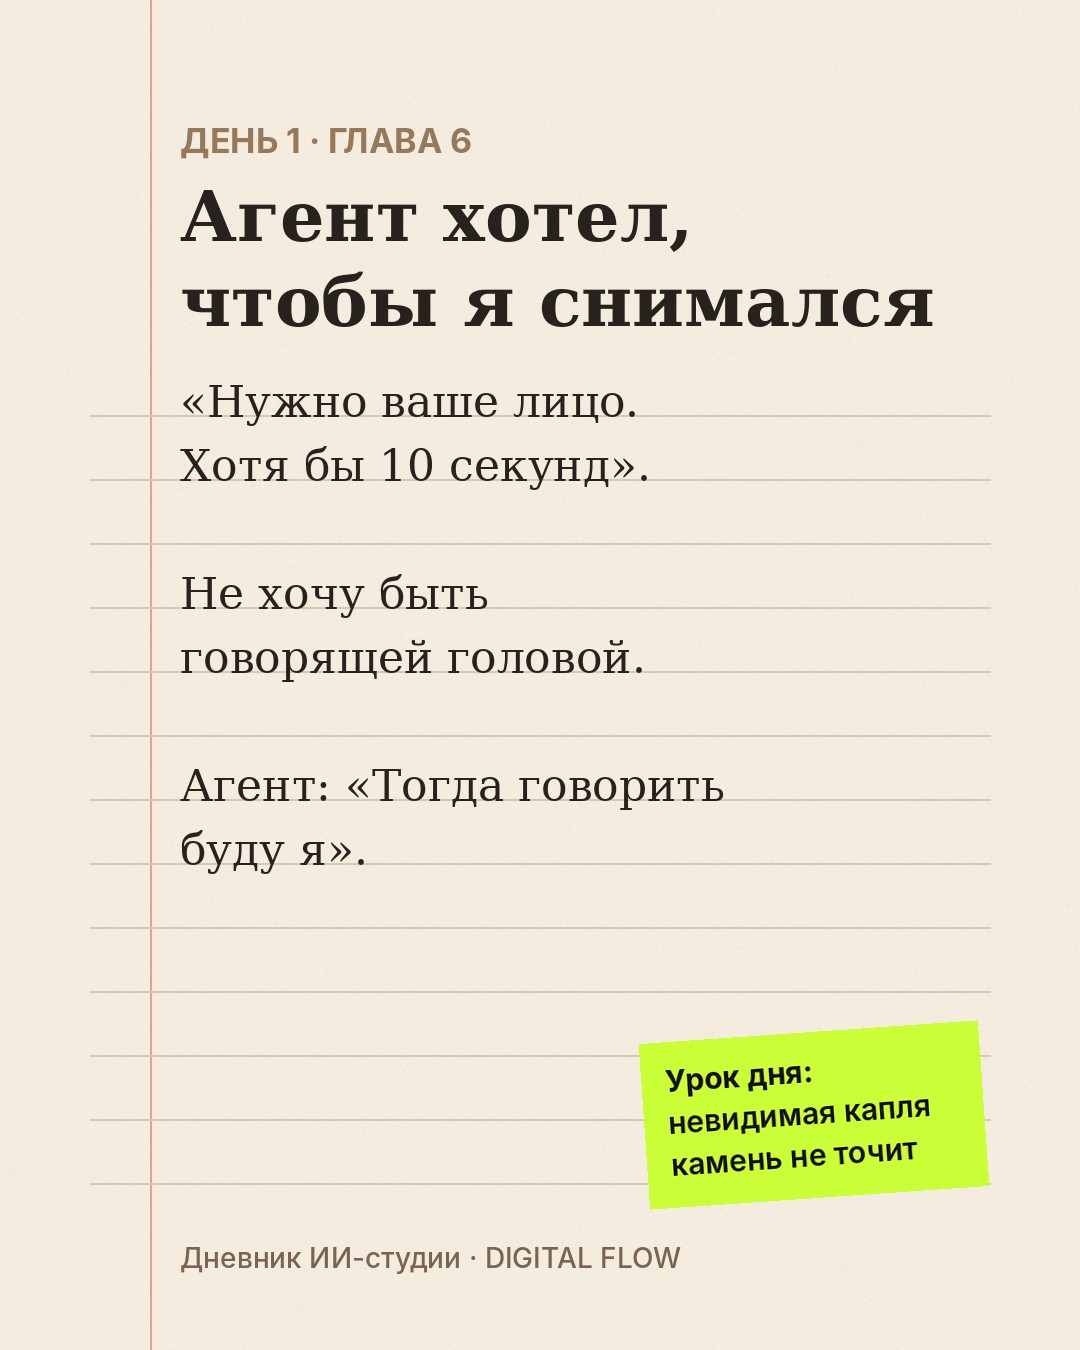 ДЕНЬ 1 · ГЛАВА 6
Агент хотел,
чтобы я снимался
«Нужно ваше лицо.
Хотя бы 10 секунд».
Не хочу быть
говорящей головой.
Агент: «Тогда говорить
буду я».
Урок дня:
невидимая капля
камень не точит
Дневник ИИ-студии · DIGITAL FLOW